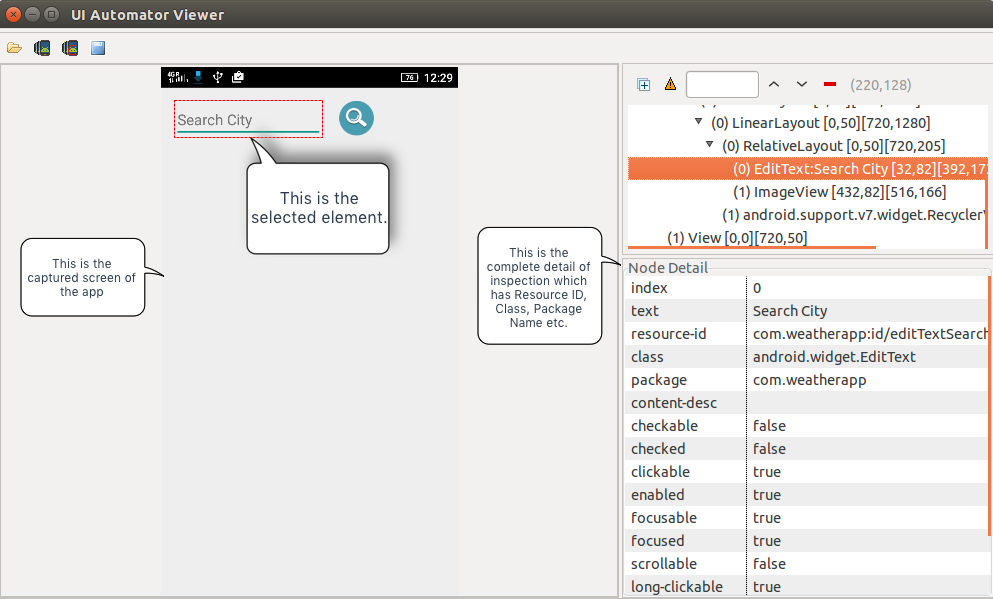 UI Automator Viewer
76 12:29
Search City
This is the
selected element.
This is the
captured screen of
the app
This is the
complete detail of
inspection which
has Resource ID,
Class, Package
Name etc.
(220,128)
(0) LinearLayout [0,50][720,1280]
(0) RelativeLayout [0,50][720,205]
(0) EditText:Search City [32,82][392,17
(1) ImageView [432,82][516,166]
(1) android.support.v7.widget.Recycler
(1) View [0,0][720,50]
Node Detail
index 0
text Search City
resource-id com.weatherapp:id/editTextSearch
class android.widget.EditText
package com.weatherapp
content-desc
checkable false
checked false
clickable true
enabled true
focusable true
focused true
scrollable false
long-clickable true